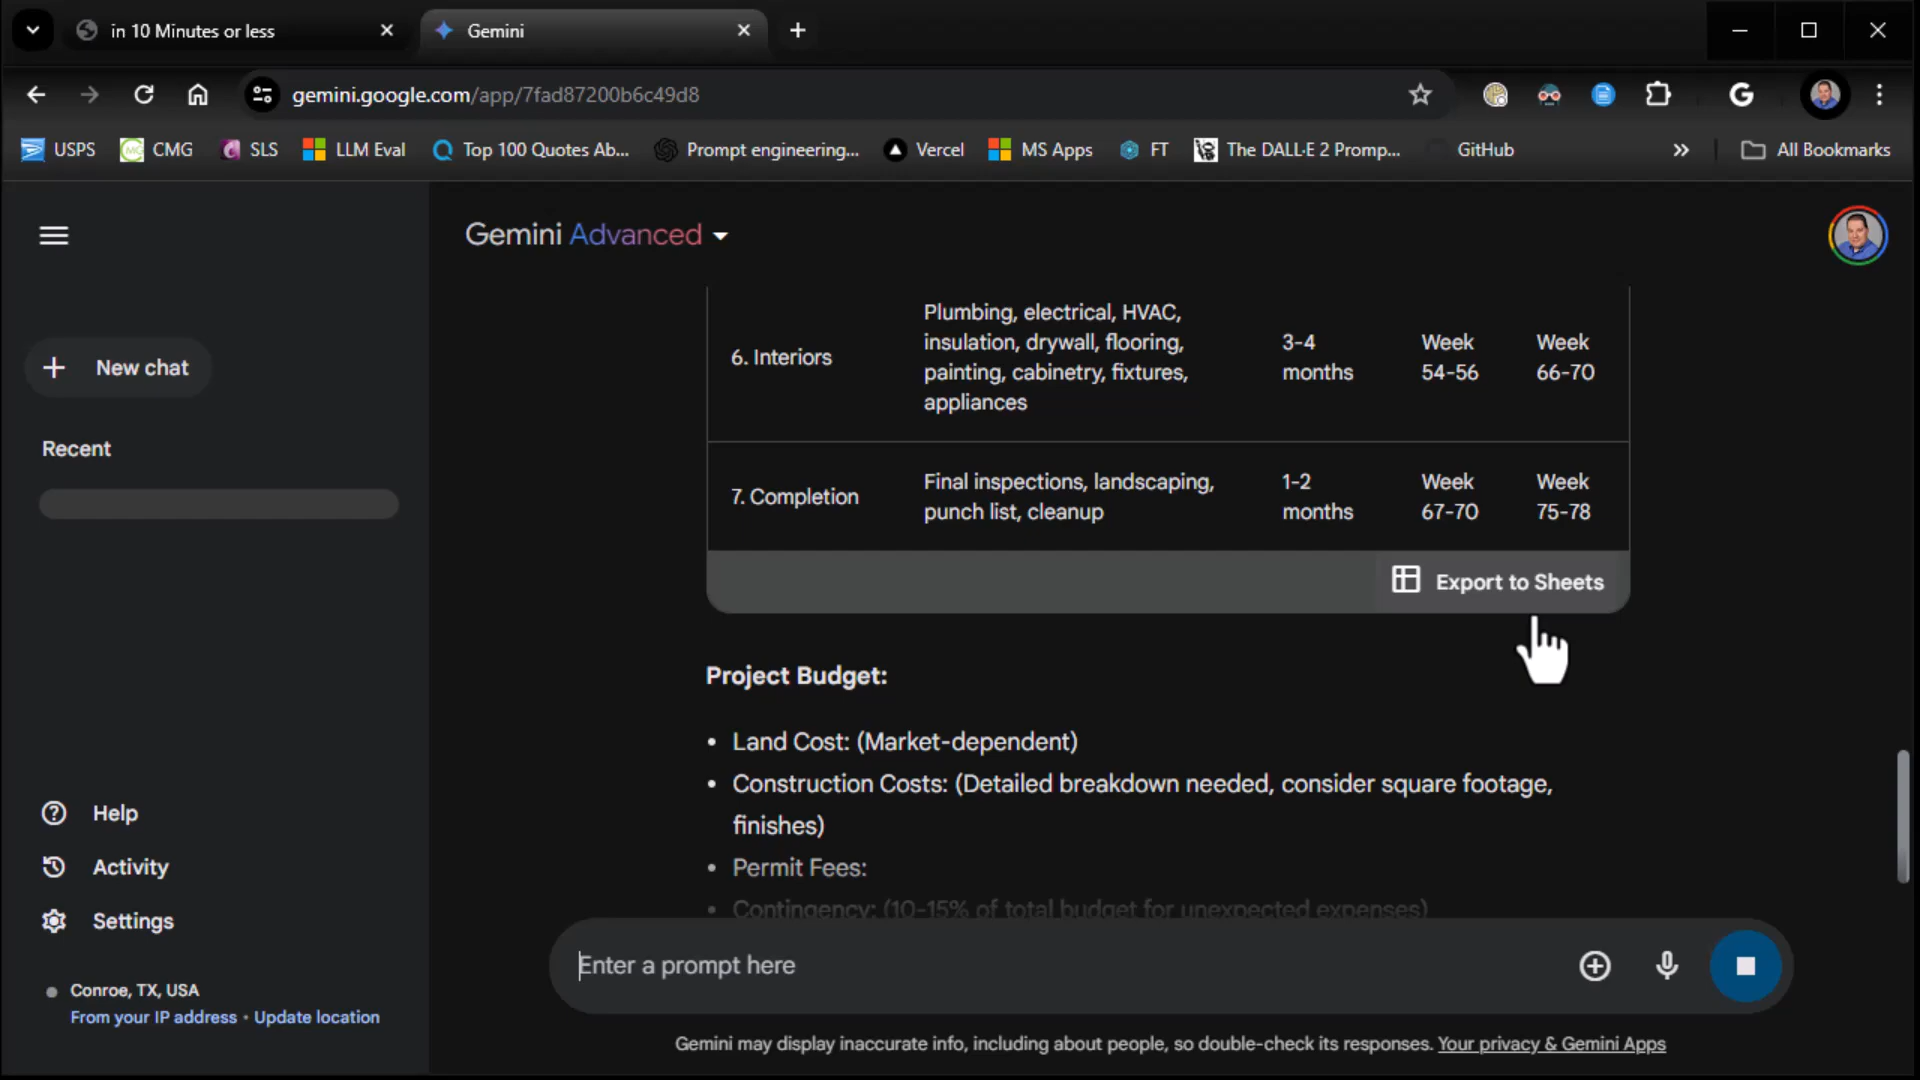 in 10 Minutes or less
Gemini
gemini.google.com/app/7fad87200b6c49d8
USPS
CMG
SLS
LLM Eval
Top 100 Quotes Ab...
Prompt engineering...
Vercel
MS Apps
FT
The DALL·E 2 Promp...
GitHub
»
All Bookmarks
Gemini Advanced
New chat
Recent
Help
Activity
Settings
Conroe, TX, USA
From your IP address • Update location
6. Interiors
Plumbing, electrical, HVAC,
insulation, drywall, flooring,
painting, cabinetry, fixtures,
appliances
3-4
months
Week
54-56
Week
66-70
7. Completion
Final inspections, landscaping,
punch list, cleanup
1-2
months
Week
67-70
Week
75-78
Export to Sheets
Project Budget:
• Land Cost: (Market-dependent)
• Construction Costs: (Detailed breakdown needed, consider square footage,
finishes)
• Permit Fees:
• Contingency: (10-15% of total budget for unexpected expenses)
Enter a prompt here
Gemini may display inaccurate info, including about people, so double-check its responses. Your privacy & Gemini Apps